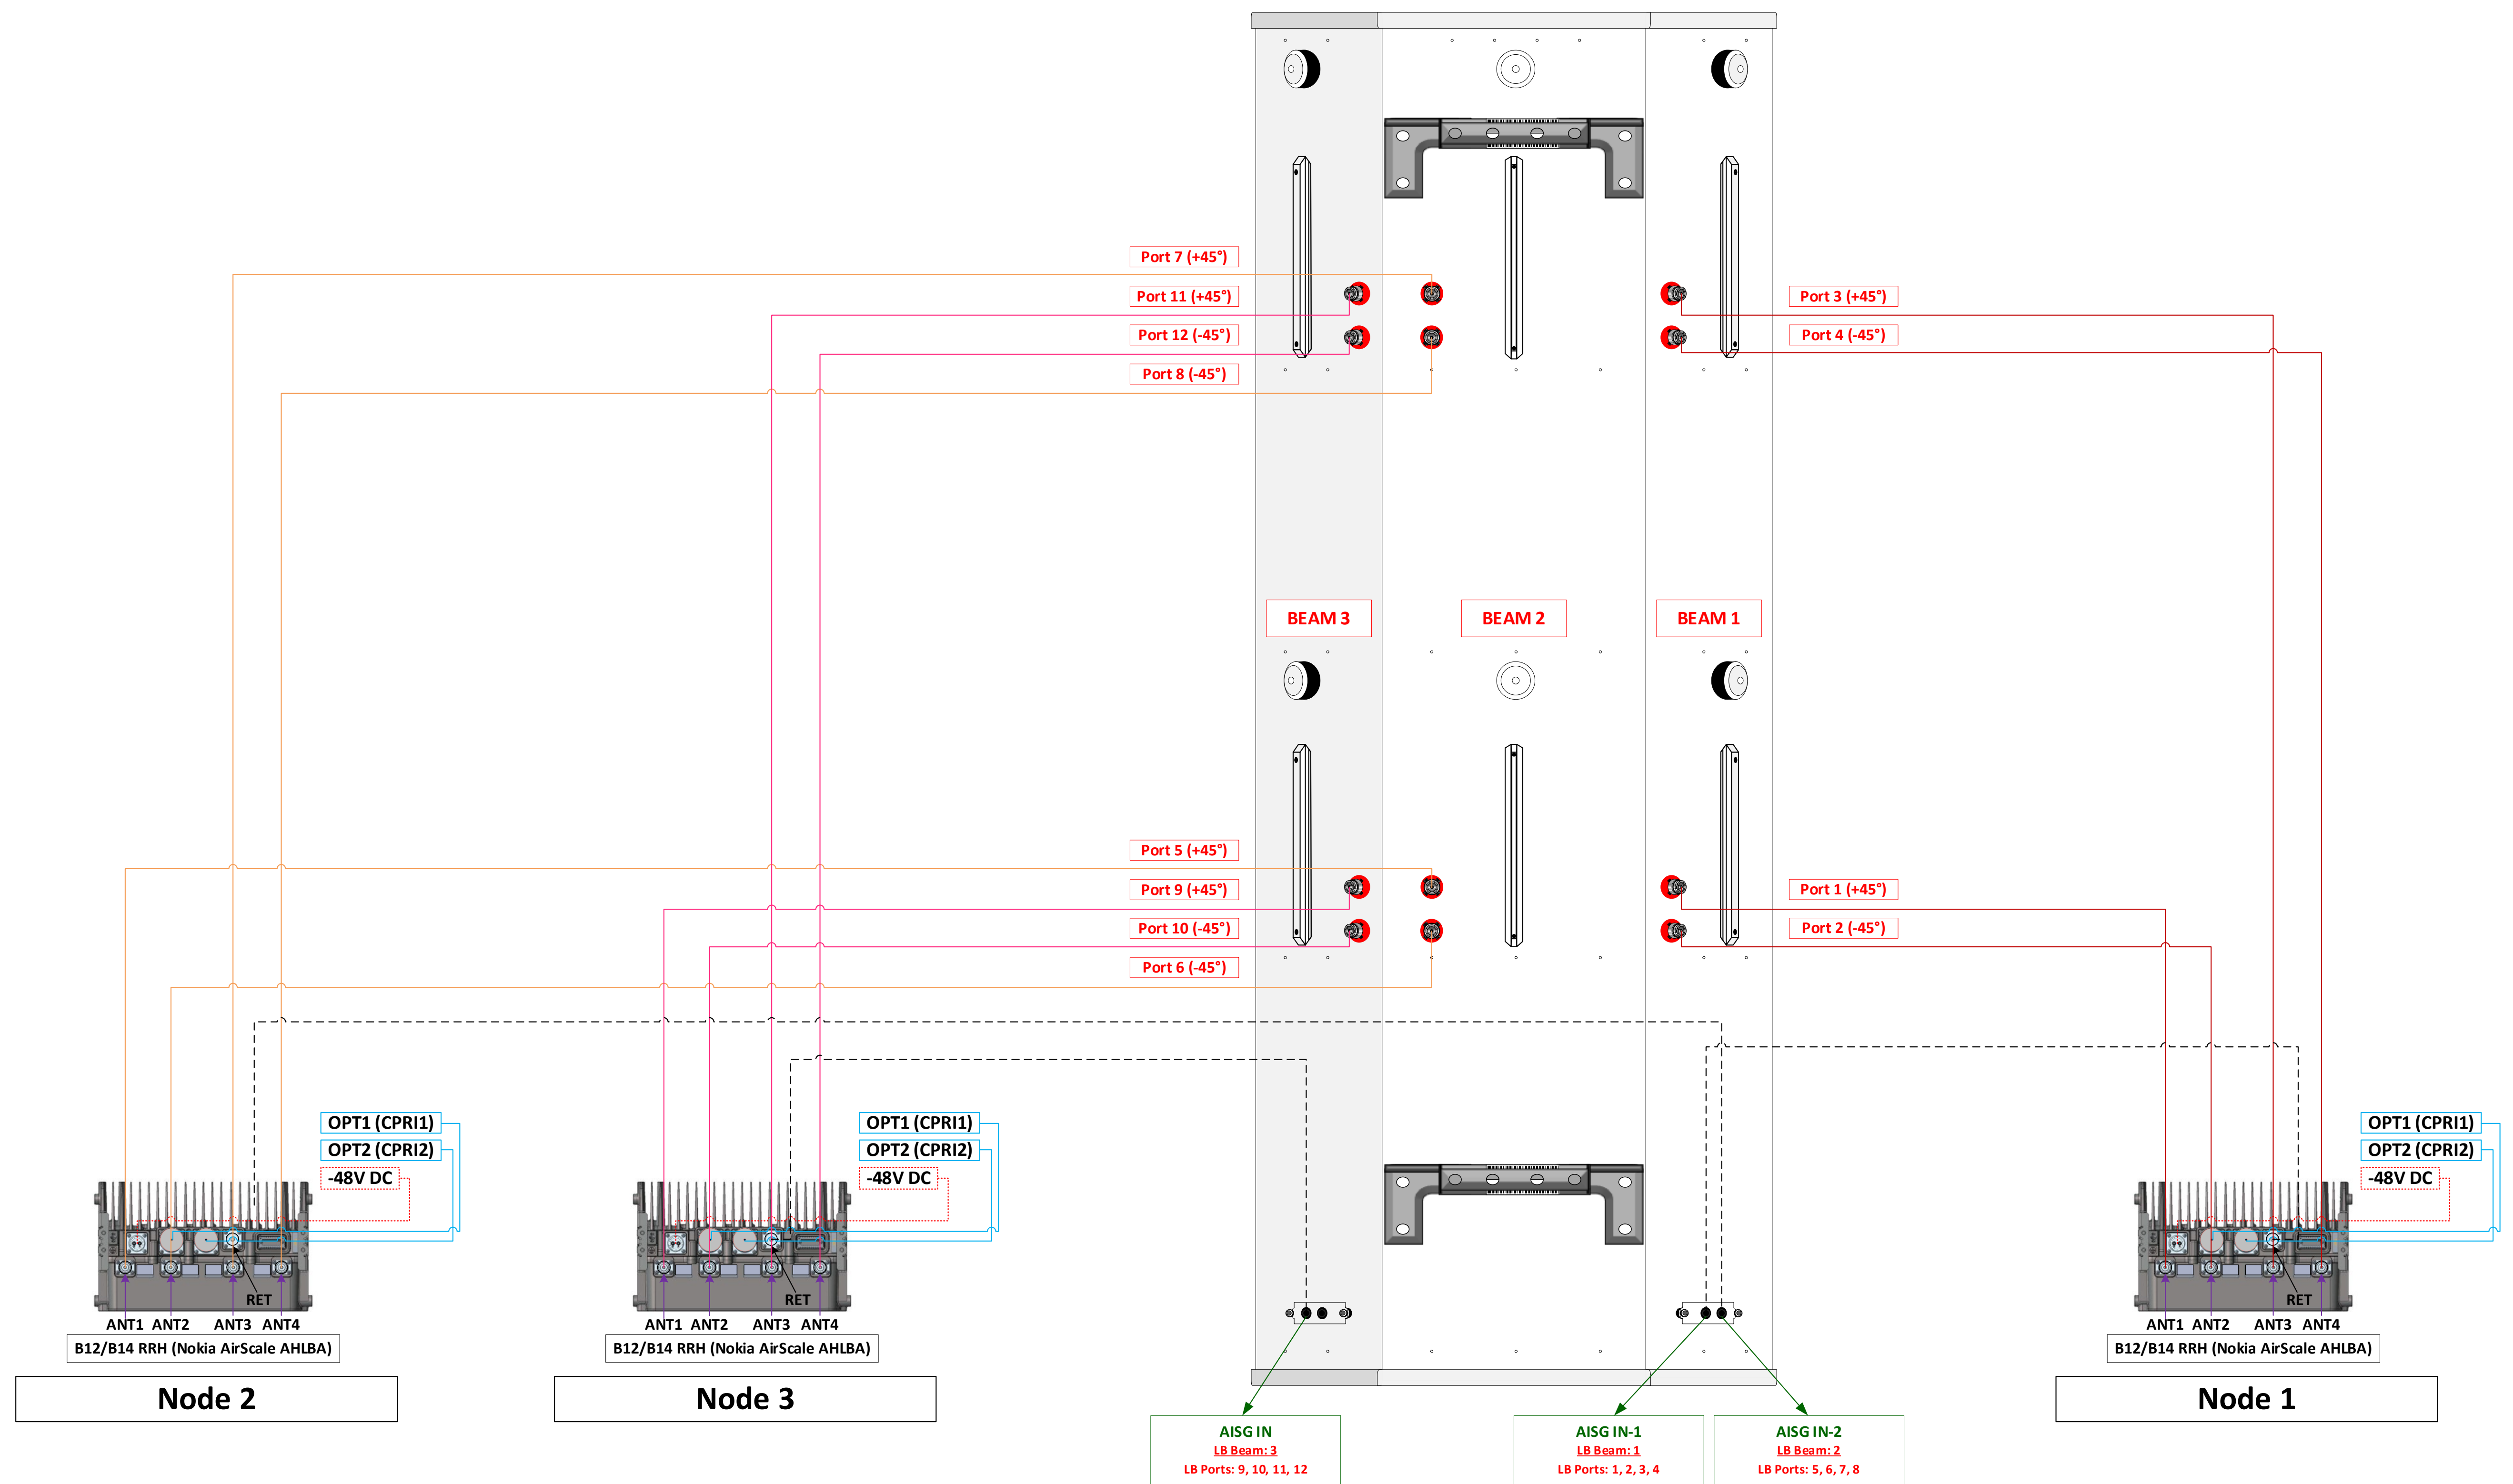 Port 7 (+45°)
Port 11 (+45°)
Port 12 (-45°)
Port 8 (-45°)
Port 3 (+45°)
Port 4 (-45°)
BEAM 3
BEAM 2
BEAM 1
Port 5 (+45°)
Port 9 (+45°)
Port 10 (-45°)
Port 6 (-45°)
Port 1 (+45°)
Port 2 (-45°)
OPT1 (CPRI1)
OPT2 (CPRI2)
-48V DC
RET
ANT1 ANT2 ANT3 ANT4
B12/B14 RRH (Nokia AirScale AHLBA)
Node 2
OPT1 (CPRI1)
OPT2 (CPRI2)
-48V DC
RET
ANT1 ANT2 ANT3 ANT4
B12/B14 RRH (Nokia AirScale AHLBA)
Node 3
OPT1 (CPRI1)
OPT2 (CPRI2)
-48V DC
RET
ANT1 ANT2 ANT3 ANT4
B12/B14 RRH (Nokia AirScale AHLBA)
Node 1
AISG IN
LB Beam: 3
LB Ports: 9, 10, 11, 12
AISG IN-1
LB Beam: 1
LB Ports: 1, 2, 3, 4
AISG IN-2
LB Beam: 2
LB Ports: 5, 6, 7, 8